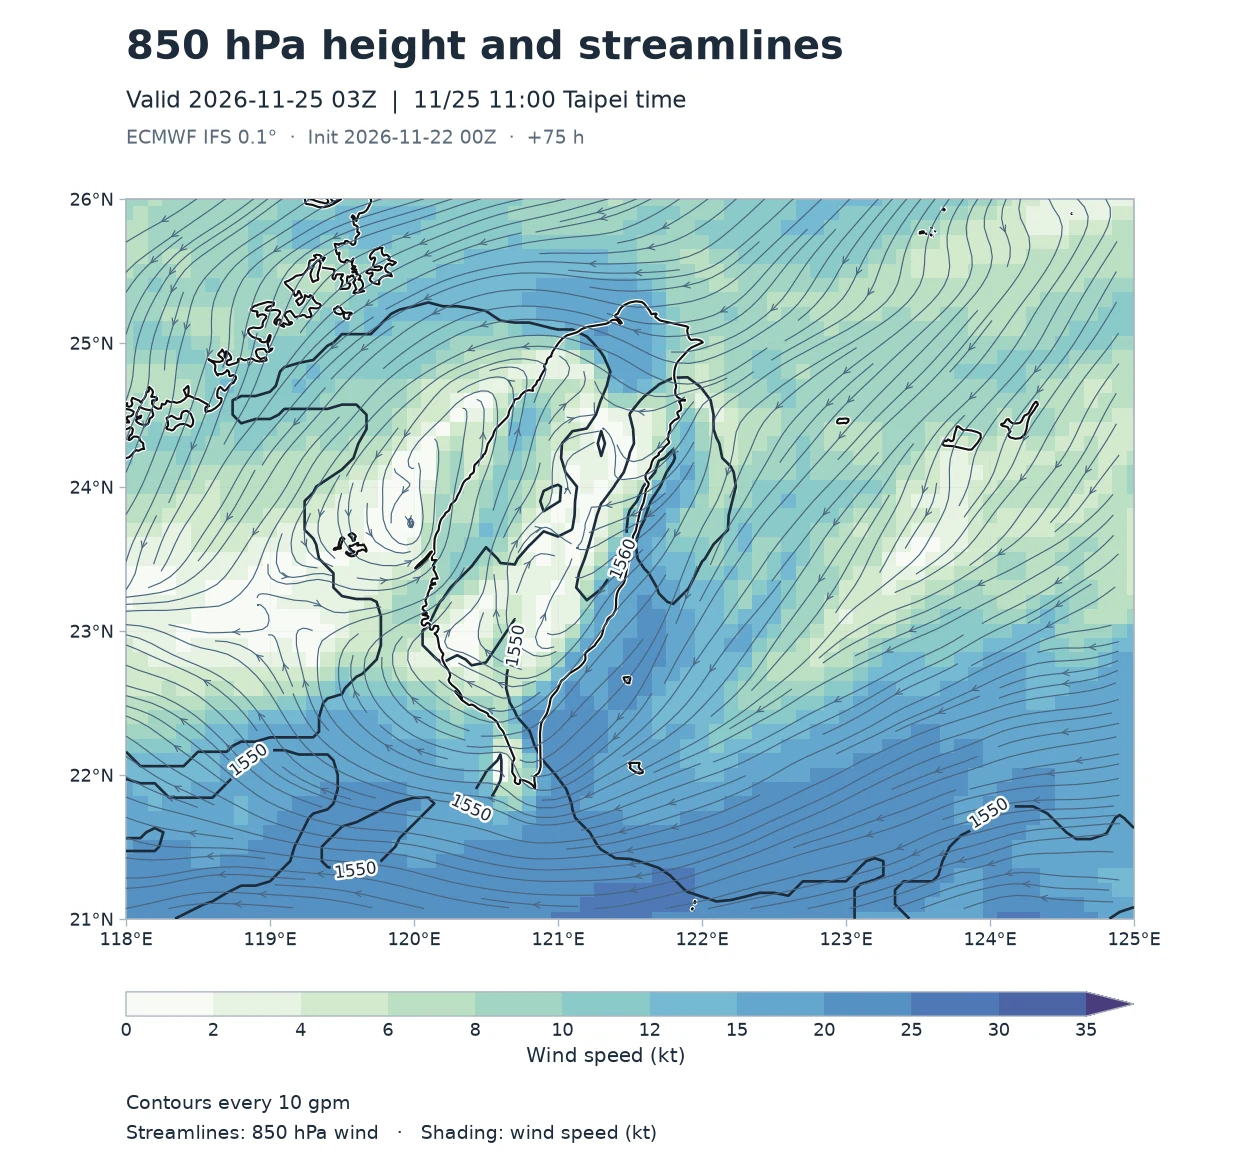 850 hPa height and streamlines
Valid 2026-11-25 03Z | 11/25 11:00 Taipei time
ECMWF IFS 0.1° · Init 2026-11-22 00Z · +75 h
26°N
25°N
24°N
23°N
22°N
21°N
1560
1550
1550
1550
1550
1550
118°E 119°E 120°E 121°E 122°E 123°E 124°E 125°E
0 2 4 6 8 10 12 15 20 25 30 35
Wind speed (kt)
Contours every 10 gpm
Streamlines: 850 hPa wind · Shading: wind speed (kt)